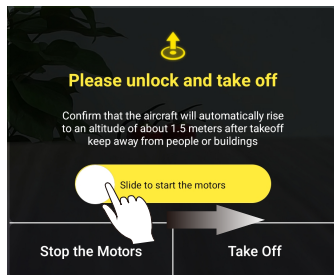 Please unlock and take off
Confirm that the aircraft will automatically rise
to an altitude of about 1.5 meters after takeoff
keep away from people or buildings
Slide to start the motors
Stop the Motors
Take Off